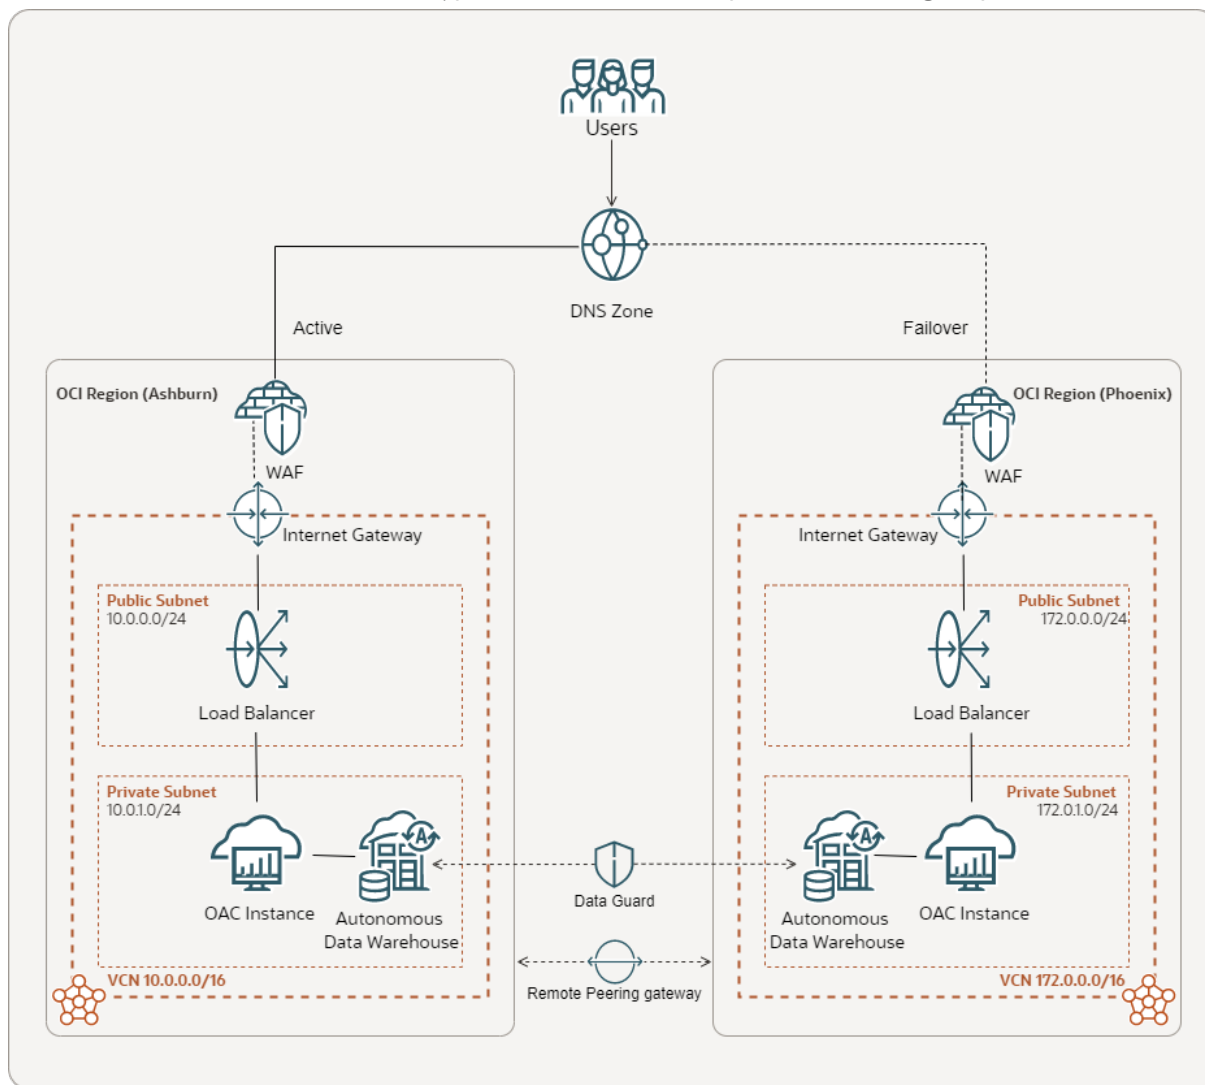 Users
DNS Zone
Active
Failover
OCI Region (Ashburn)
WAF
Internet Gateway
Public Subnet
10.0.0.0/24
Load Balancer
Private Subnet
10.0.1.0/24
OAC Instance
Autonomous
Data Warehouse
VCN 10.0.0.0/16
Data Guard
Remote Peering gateway
OCI Region (Phoenix)
WAF
Internet Gateway
Public Subnet
172.0.0.0/24
Load Balancer
Private Subnet
172.0.1.0/24
Autonomous
Data Warehouse
OAC Instance
VCN 172.0.0.0/16
A
A